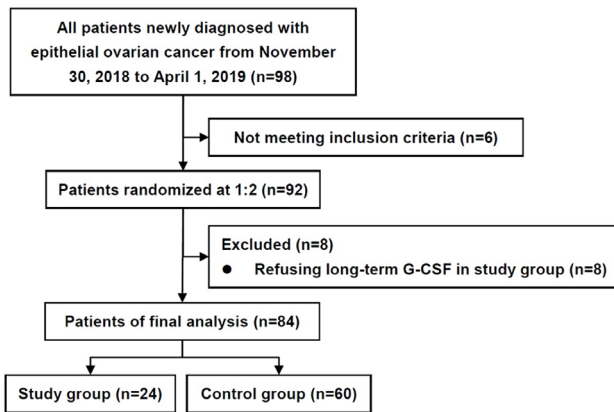 All patients newly diagnosed with
epithelial ovarian cancer from November
30, 2018 to April 1, 2019 (n=98)
Not meeting inclusion criteria (n=6)
Patients randomized at 1:2 (n=92)
Excluded (n=8)
● Refusing long-term G-CSF in study group (n=8)
Patients of final analysis (n=84)
Study group (n=24)
Control group (n=60)